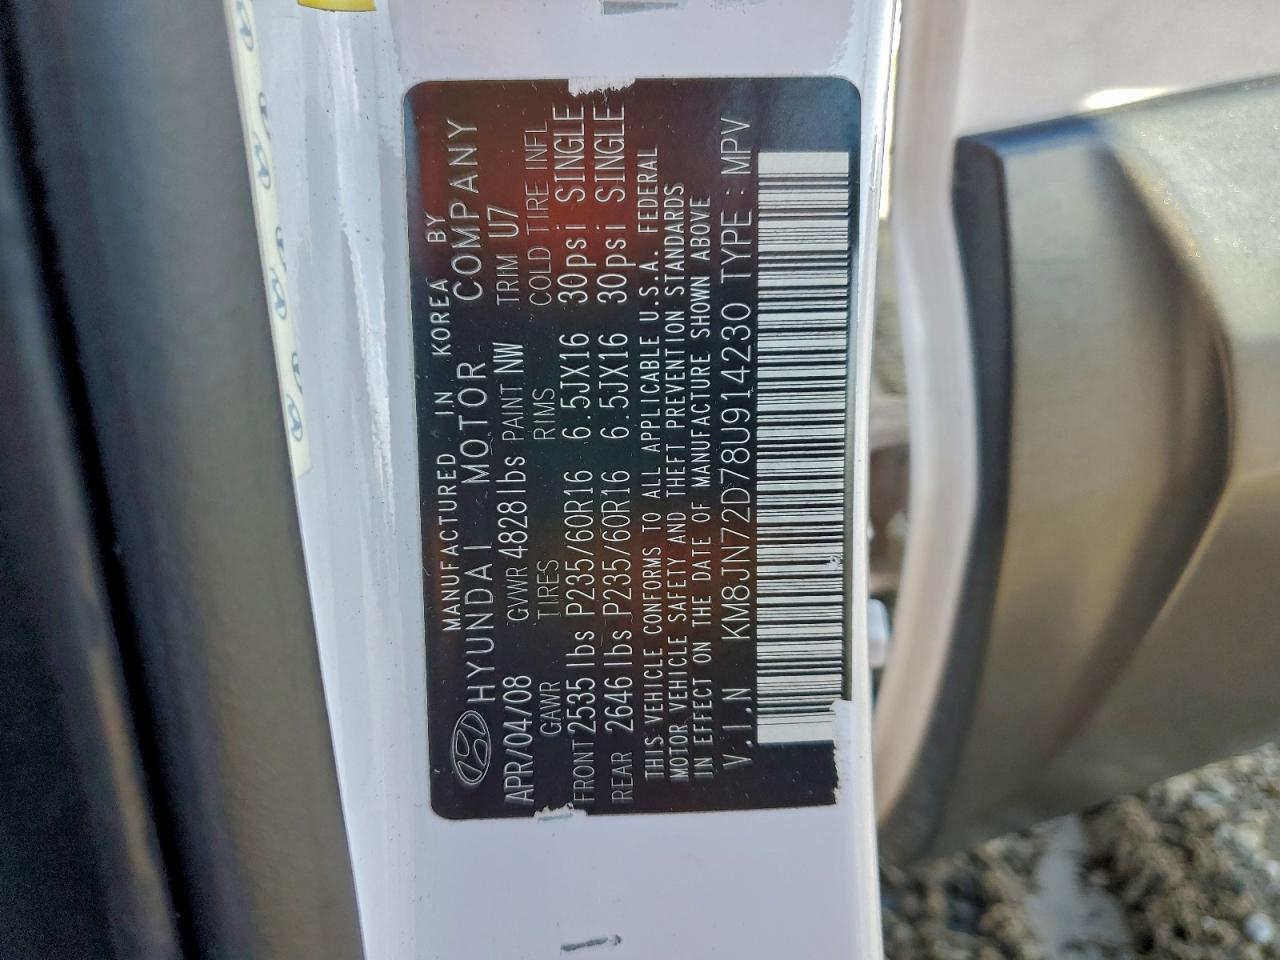 MANUFACTURED IN KOREA BY
HYUNDAI MOTOR COMPANY
APR/04/08 GVWR 4828lbs PAINT NW TRIM U7
GAWR TIRES RIMS COLD TIRE INFL
FRONT 2535lbs P235/60R16 6.5JX16 30psi SINGLE
REAR 2646lbs P235/60R16 6.5JX16 30psi SINGLE
THIS VEHICLE CONFORMS TO ALL APPLICABLE U.S.A. FEDERAL
MOTOR VEHICLE SAFETY AND THEFT PREVENTION STANDARDS
IN EFFECT ON THE DATE OF MANUFACTURE SHOWN ABOVE
V.I.N KM8JN72D78U914230 TYPE : MPV